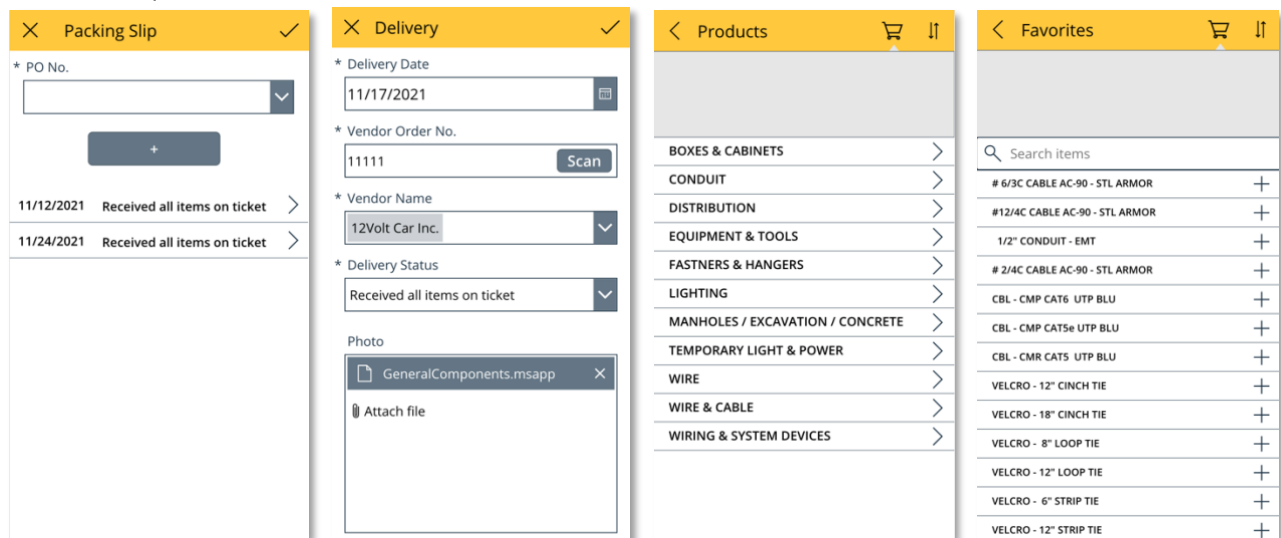 Packing Slip
* PO No.
+
11/12/2021 Received all items on ticket
11/24/2021 Received all items on ticket
Delivery
* Delivery Date
11/17/2021
* Vendor Order No.
11111 Scan
* Vendor Name
12Volt Car Inc.
* Delivery Status
Received all items on ticket
Photo
GeneralComponents.msapp
Attach file
Products
BOXES & CABINETS
CONDUIT
DISTRIBUTION
EQUIPMENT & TOOLS
FASTNERS & HANGERS
LIGHTING
MANHOLES / EXCAVATION / CONCRETE
TEMPORARY LIGHT & POWER
WIRE
WIRE & CABLE
WIRING & SYSTEM DEVICES
Favorites
Search items
# 6/3C CABLE AC-90 - STL ARMOR
#12/4C CABLE AC-90 - STL ARMOR
1/2" CONDUIT - EMT
# 2/4C CABLE AC-90 - STL ARMOR
CBL - CMP CAT6 UTP BLU
CBL - CMP CAT5e UTP BLU
CBL - CMR CAT5 UTP BLU
VELCRO - 12" CINCH TIE
VELCRO - 18" CINCH TIE
VELCRO - 8" LOOP TIE
VELCRO - 12" LOOP TIE
VELCRO - 6" STRIP TIE
VELCRO - 12" STRIP TIE